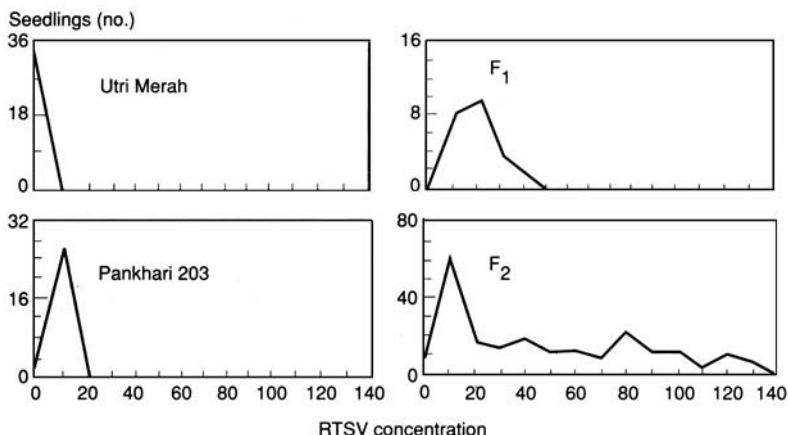 Seedlings (no.)
36
18
0
Utri Merah
16
8
0
F1
32
16
0
Pankhari 203
0 20 40 60 80 100 120 140
80
40
0
F2
0 20 40 60 80 100 120 140
RTSV concentration